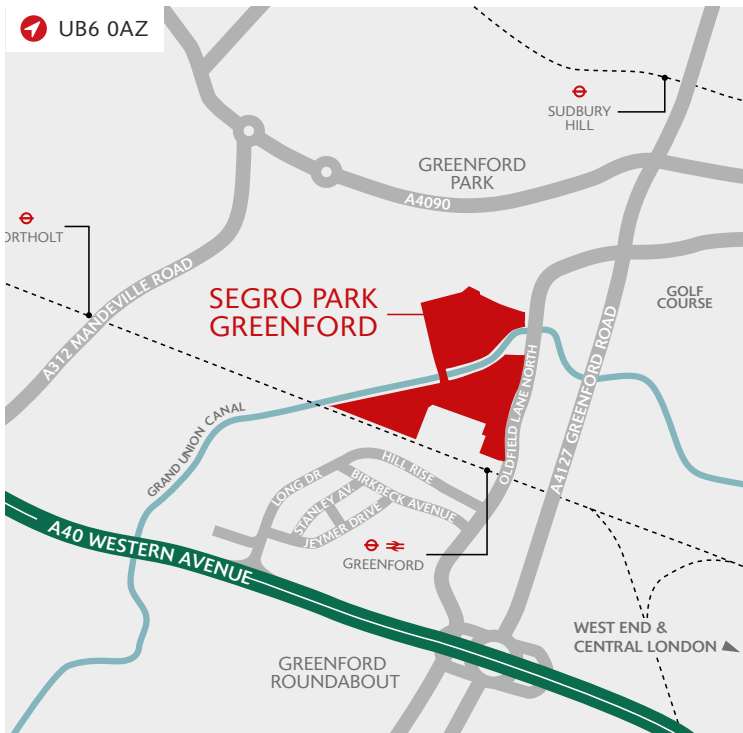 UB6 0AZ
SUDBURY
HILL
GREENFORD
PARK
A4090
ORTHOLT
A312 MANDEVILLE ROAD
SEGRO PARK
GREENFORD
GOLF
COURSE
OLDFIELD LANE NORTH
A4127 GREENFORD ROAD
GRAND UNION CANAL
LONG DR
HILL RISE
STANLEY AV
BIRKBECK AVENUE
JEYMER DRIVE
GREENFORD
A40 WESTERN AVENUE
WEST END &
CENTRAL LONDON
GREENFORD
ROUNDABOUT